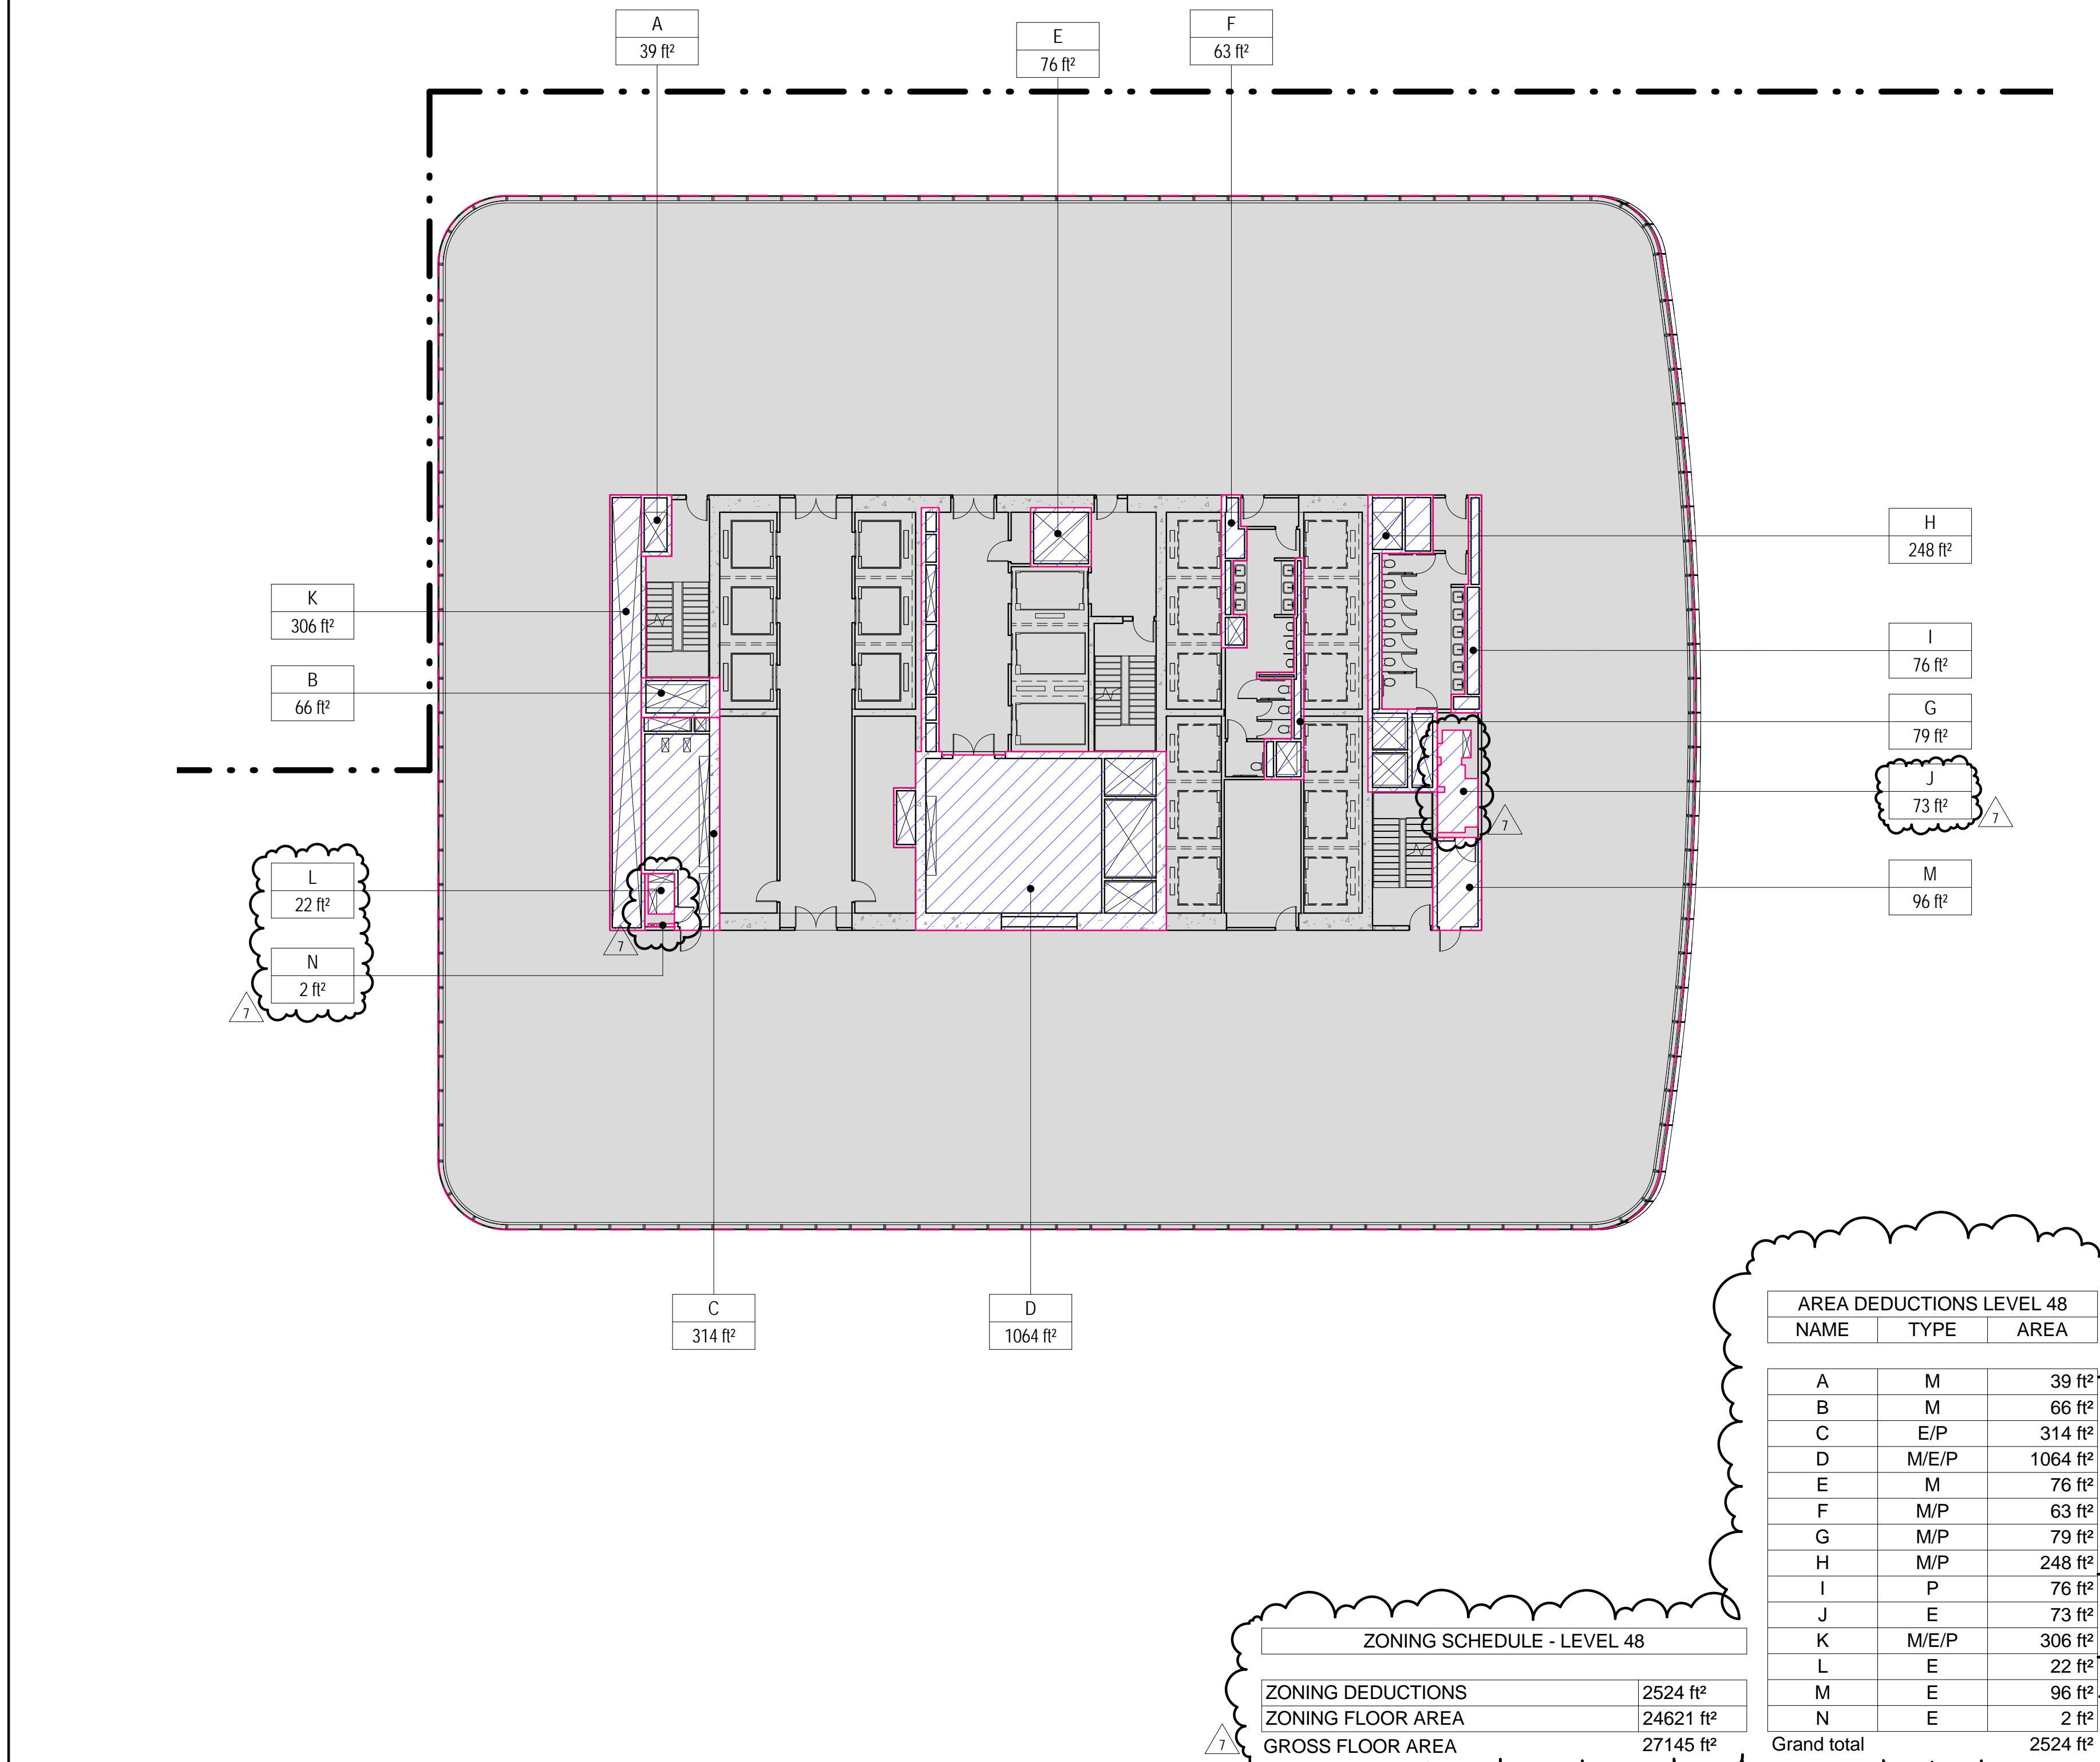 A
39 ft²
E
76 ft²
F
63 ft²
H
248 ft²
K
306 ft²
I
76 ft²
B
66 ft²
G
79 ft²
J
73 ft²
7
7
L
22 ft²
M
96 ft²
7
N
2 ft²
7
C
314 ft²
D
1064 ft²
AREA DEDUCTIONS LEVEL 48
NAME TYPE AREA
A M 39 ft²
B M 66 ft²
C E/P 314 ft²
D M/E/P 1064 ft²
E M 76 ft²
F M/P 63 ft²
G M/P 79 ft²
H M/P 248 ft²
I P 76 ft²
J E 73 ft²
K M/E/P 306 ft²
L E 22 ft²
M E 96 ft²
N E 2 ft²
Grand total 2524 ft²
ZONING SCHEDULE - LEVEL 48
ZONING DEDUCTIONS 2524 ft²
ZONING FLOOR AREA 24621 ft²
GROSS FLOOR AREA 27145 ft²
7